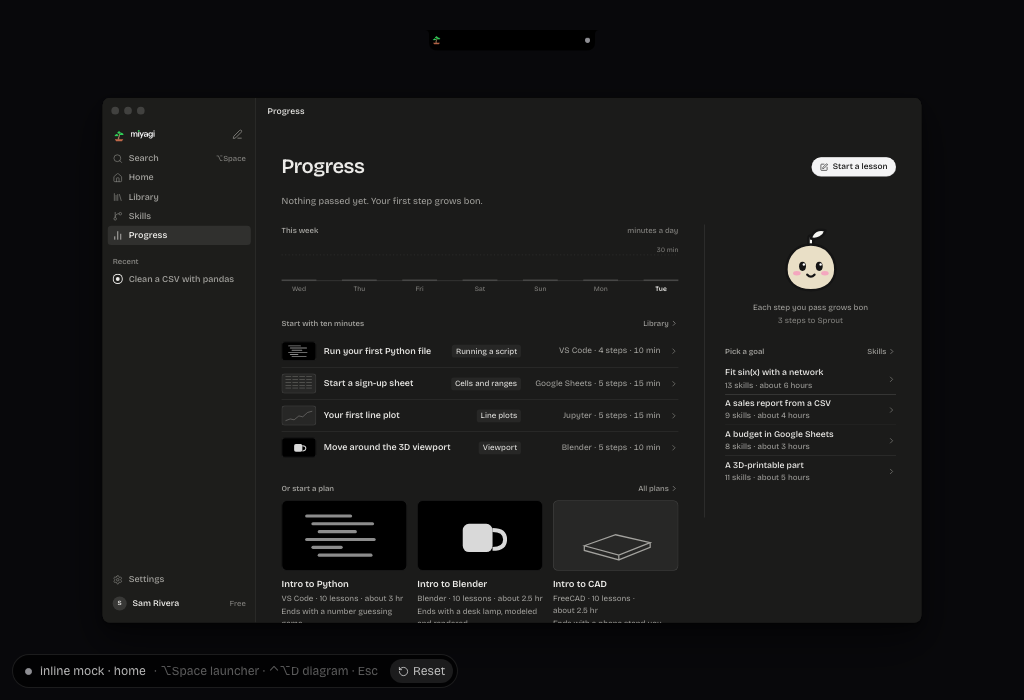 Progress
miyagi
Search ⌥Space
Home
Library
Skills
Progress
Recent
Clean a CSV with pandas
Settings
S Sam Rivera Free
Progress
Start a lesson
Nothing passed yet. Your first step grows bon.
This week minutes a day
30 min
Wed Thu Fri Sat Sun Mon Tue
Start with ten minutes Library
Run your first Python file Running a script VS Code · 4 steps · 10 min
Start a sign-up sheet Cells and ranges Google Sheets · 5 steps · 15 min
Your first line plot Line plots Jupyter · 5 steps · 15 min
Move around the 3D viewport Viewport Blender · 5 steps · 10 min
Or start a plan All plans
Intro to Python
VS Code · 10 lessons · about 3 hr
Ends with a number guessing
Intro to Blender
Blender · 10 lessons · about 2.5 hr
Ends with a desk lamp, modeled
and rendered
Intro to CAD
FreeCAD · 10 lessons ·
about 2.5 hr
Each step you pass grows bon
3 steps to Sprout
Pick a goal Skills
Fit sin(x) with a network
13 skills · about 6 hours
A sales report from a CSV
9 skills · about 4 hours
A budget in Google Sheets
8 skills · about 3 hours
A 3D-printable part
11 skills · about 5 hours
inline mock · home · ⌥Space launcher · ⌃⌥D diagram · Esc Reset